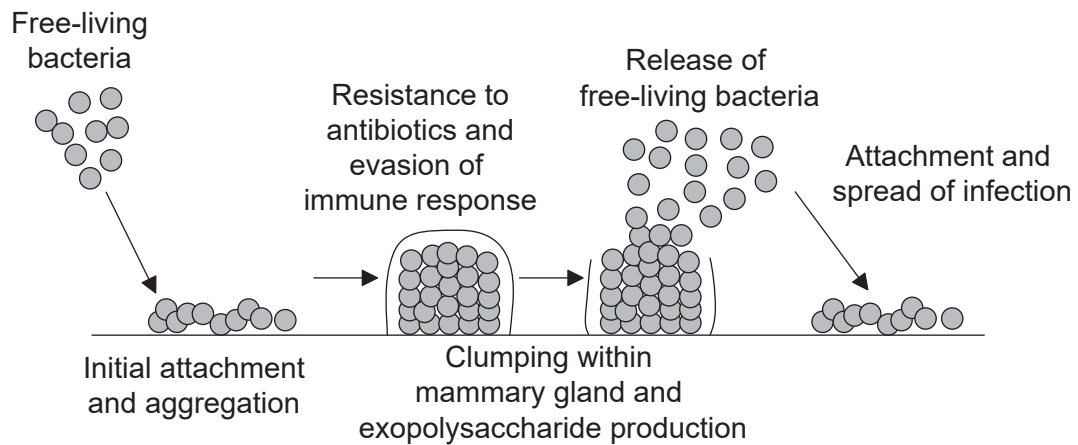 Free-living
bacteria
Resistance to
antibiotics and
evasion of
immune response
Release of
free-living bacteria
Attachment and
spread of infection
Initial attachment
and aggregation
Clumping within
mammary gland and
exopolysaccharide production